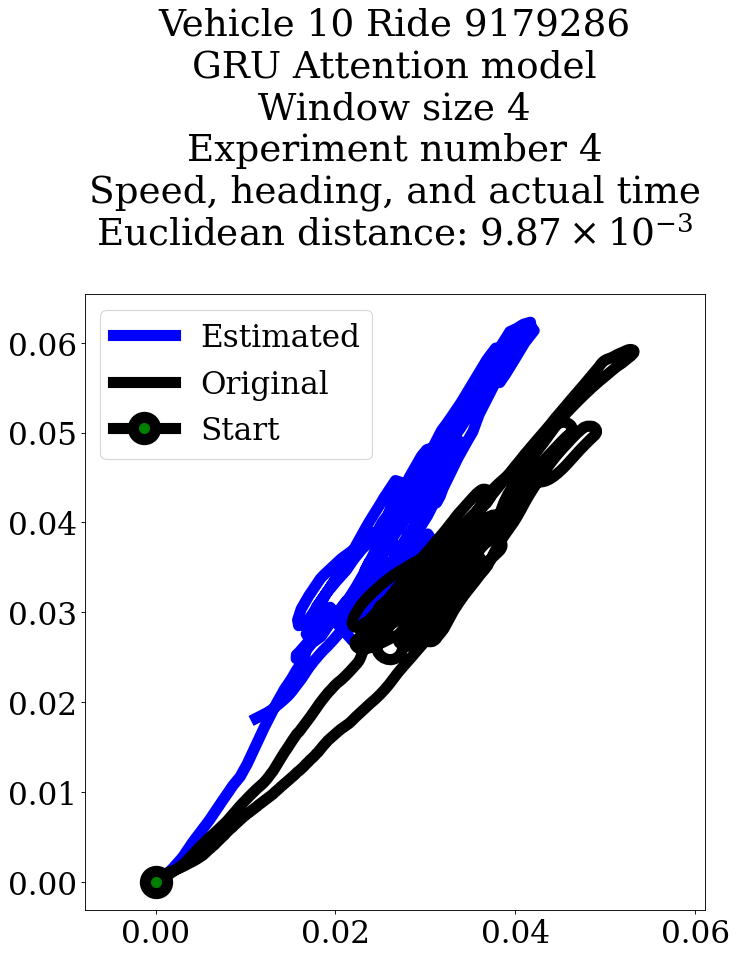 Vehicle 10 Ride 9179286
GRU Attention model
Window size 4
Experiment number 4
Speed, heading, and actual time
Euclidean distance: 9.87 × 10⁻³
Estimated
Original
Start
0.06
0.05
0.04
0.03
0.02
0.01
0.00
0.00 0.02 0.04 0.06